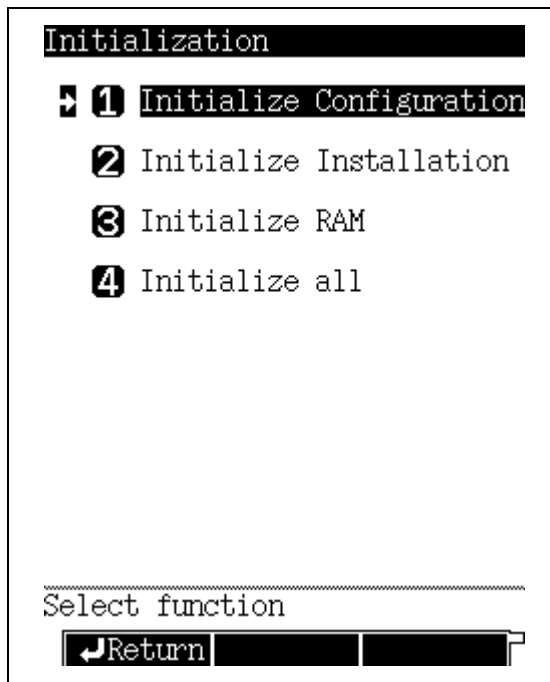 Initialization
1 Initialize Configuration
2 Initialize Installation
3 Initialize RAM
4 Initialize all
Select function
Return